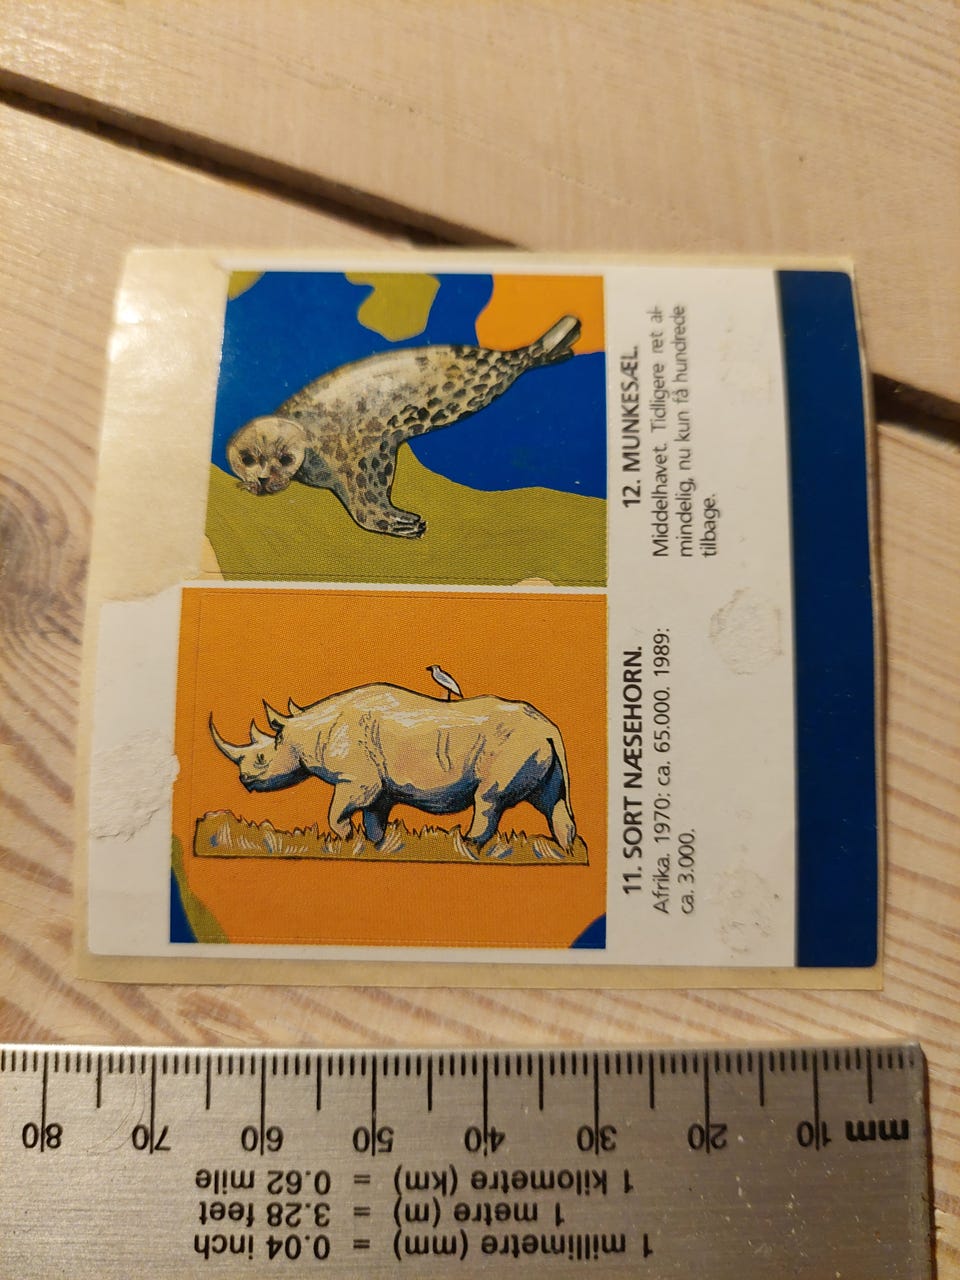 11. SORT NÆSEHORN.
Afrika. 1970: ca. 65.000. 1989:
ca. 3.000.
12. MUNKESÆL.
Middelhavet. Tidligere ret al-
mindelig, nu kun få hundrede
tilbage.
mm 10 20 30 40 50 60 70 80
1 kilometre (km) = 0.62 mile
1 metre (m) = 3.28 feet
1 millimetre (mm) = 0.04 inch